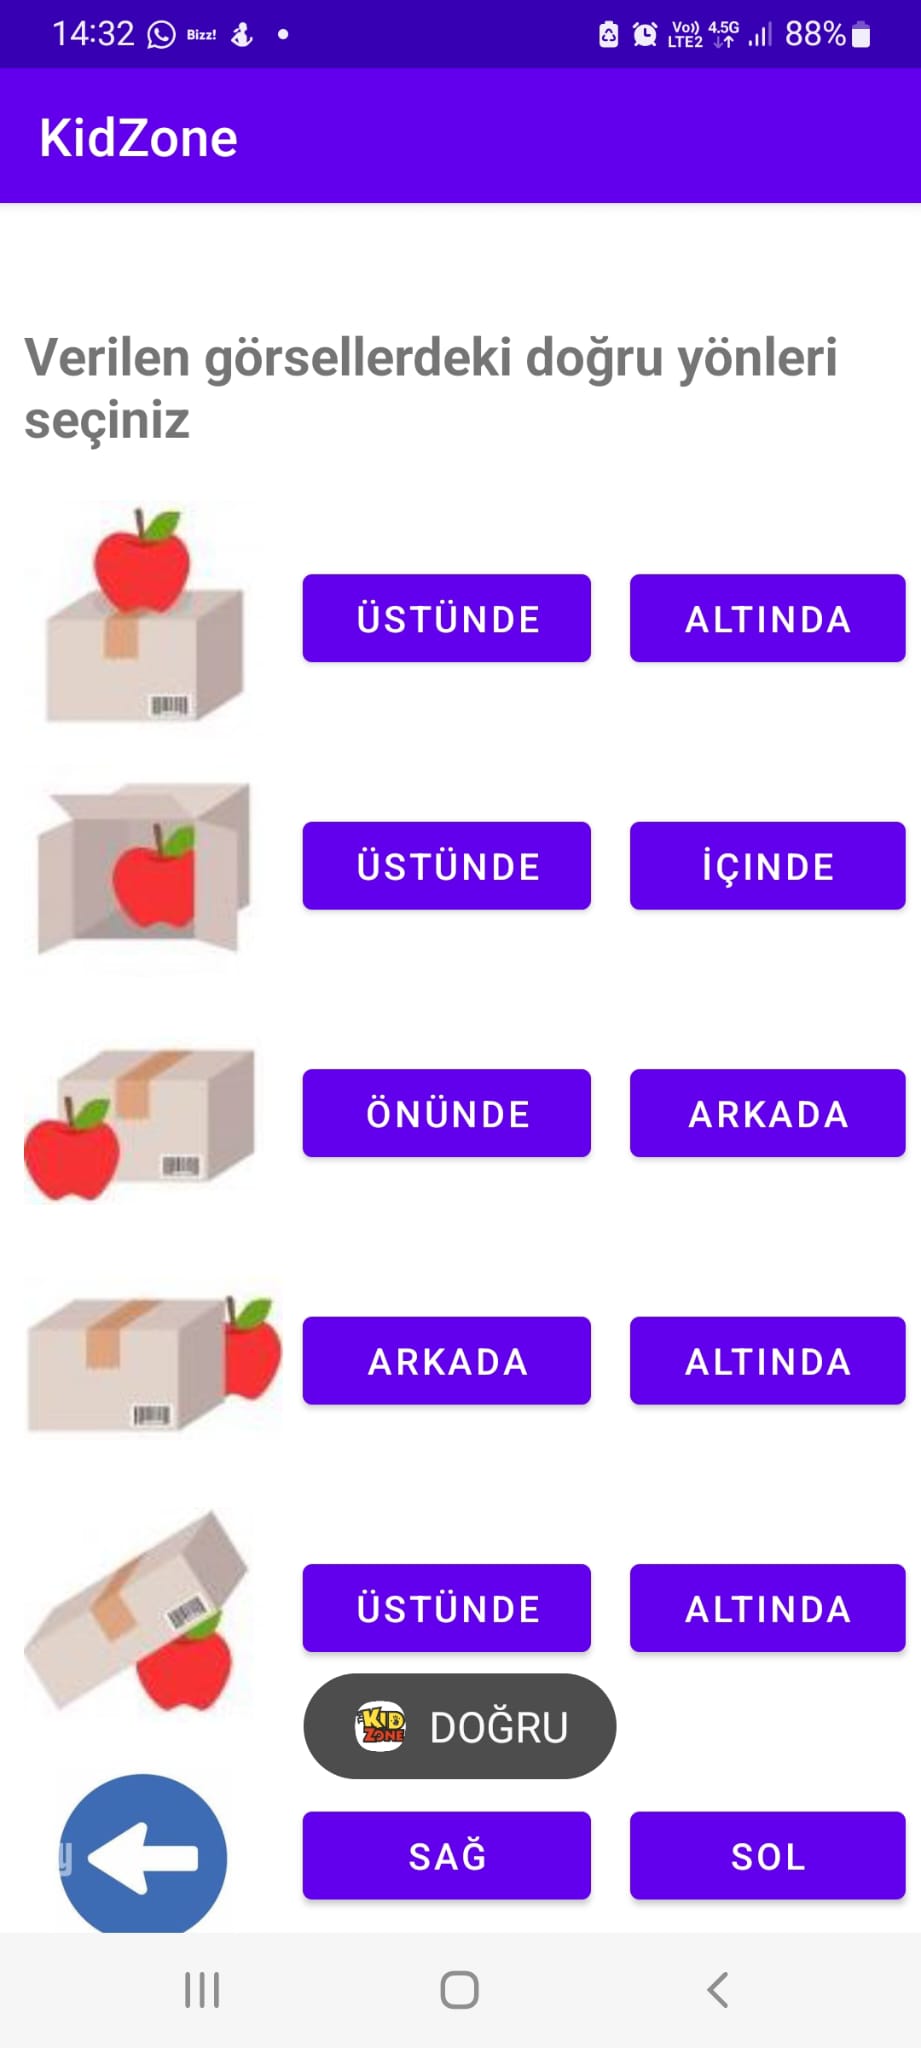 14:32 Bizz! Vo)) LTE2 4.5G 88%
KidZone
Verilen görsellerdeki doğru yönleri
seçiniz
ÜSTÜNDE ALTINDA
ÜSTÜNDE İÇINDE
ÖNÜNDE ARKADA
ARKADA ALTINDA
ÜSTÜNDE ALTINDA
KID ZONE DOĞRU
y SAĞ SOL